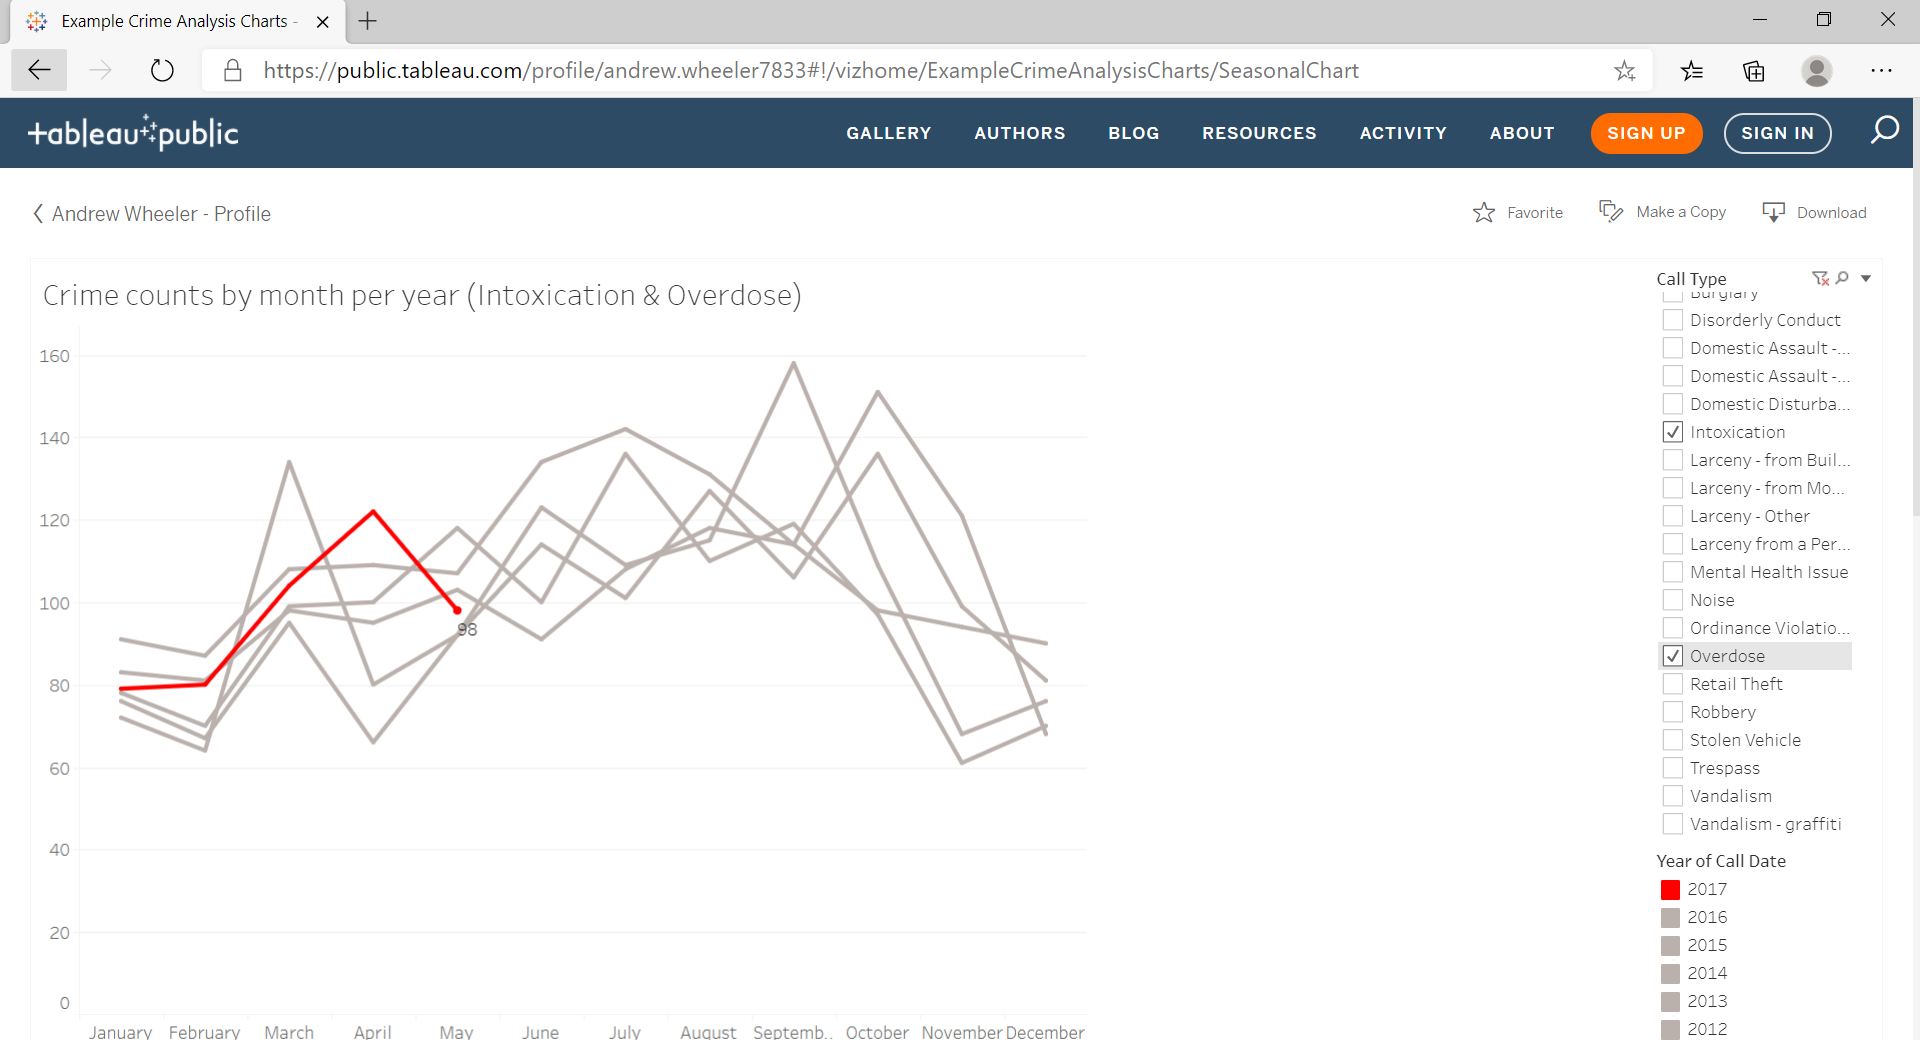 Example Crime Analysis Charts -
https://public.tableau.com/profile/andrew.wheeler7833#!/vizhome/ExampleCrimeAnalysisCharts/SeasonalChart
tableau public
GALLERY AUTHORS BLOG RESOURCES ACTIVITY ABOUT SIGN UP SIGN IN
Andrew Wheeler - Profile
Favorite Make a Copy Download
Crime counts by month per year (Intoxication & Overdose)
160
140
120
100
80
60
40
20
0
98
January February March April May June July August Septemb.. October November December
Call Type
Burglary
Disorderly Conduct
Domestic Assault -...
Domestic Assault -...
Domestic Disturba...
Intoxication
Larceny - from Buil...
Larceny - from Mo...
Larceny - Other
Larceny from a Per...
Mental Health Issue
Noise
Ordinance Violatio...
Overdose
Retail Theft
Robbery
Stolen Vehicle
Trespass
Vandalism
Vandalism - graffiti
Year of Call Date
2017
2016
2015
2014
2013
2012